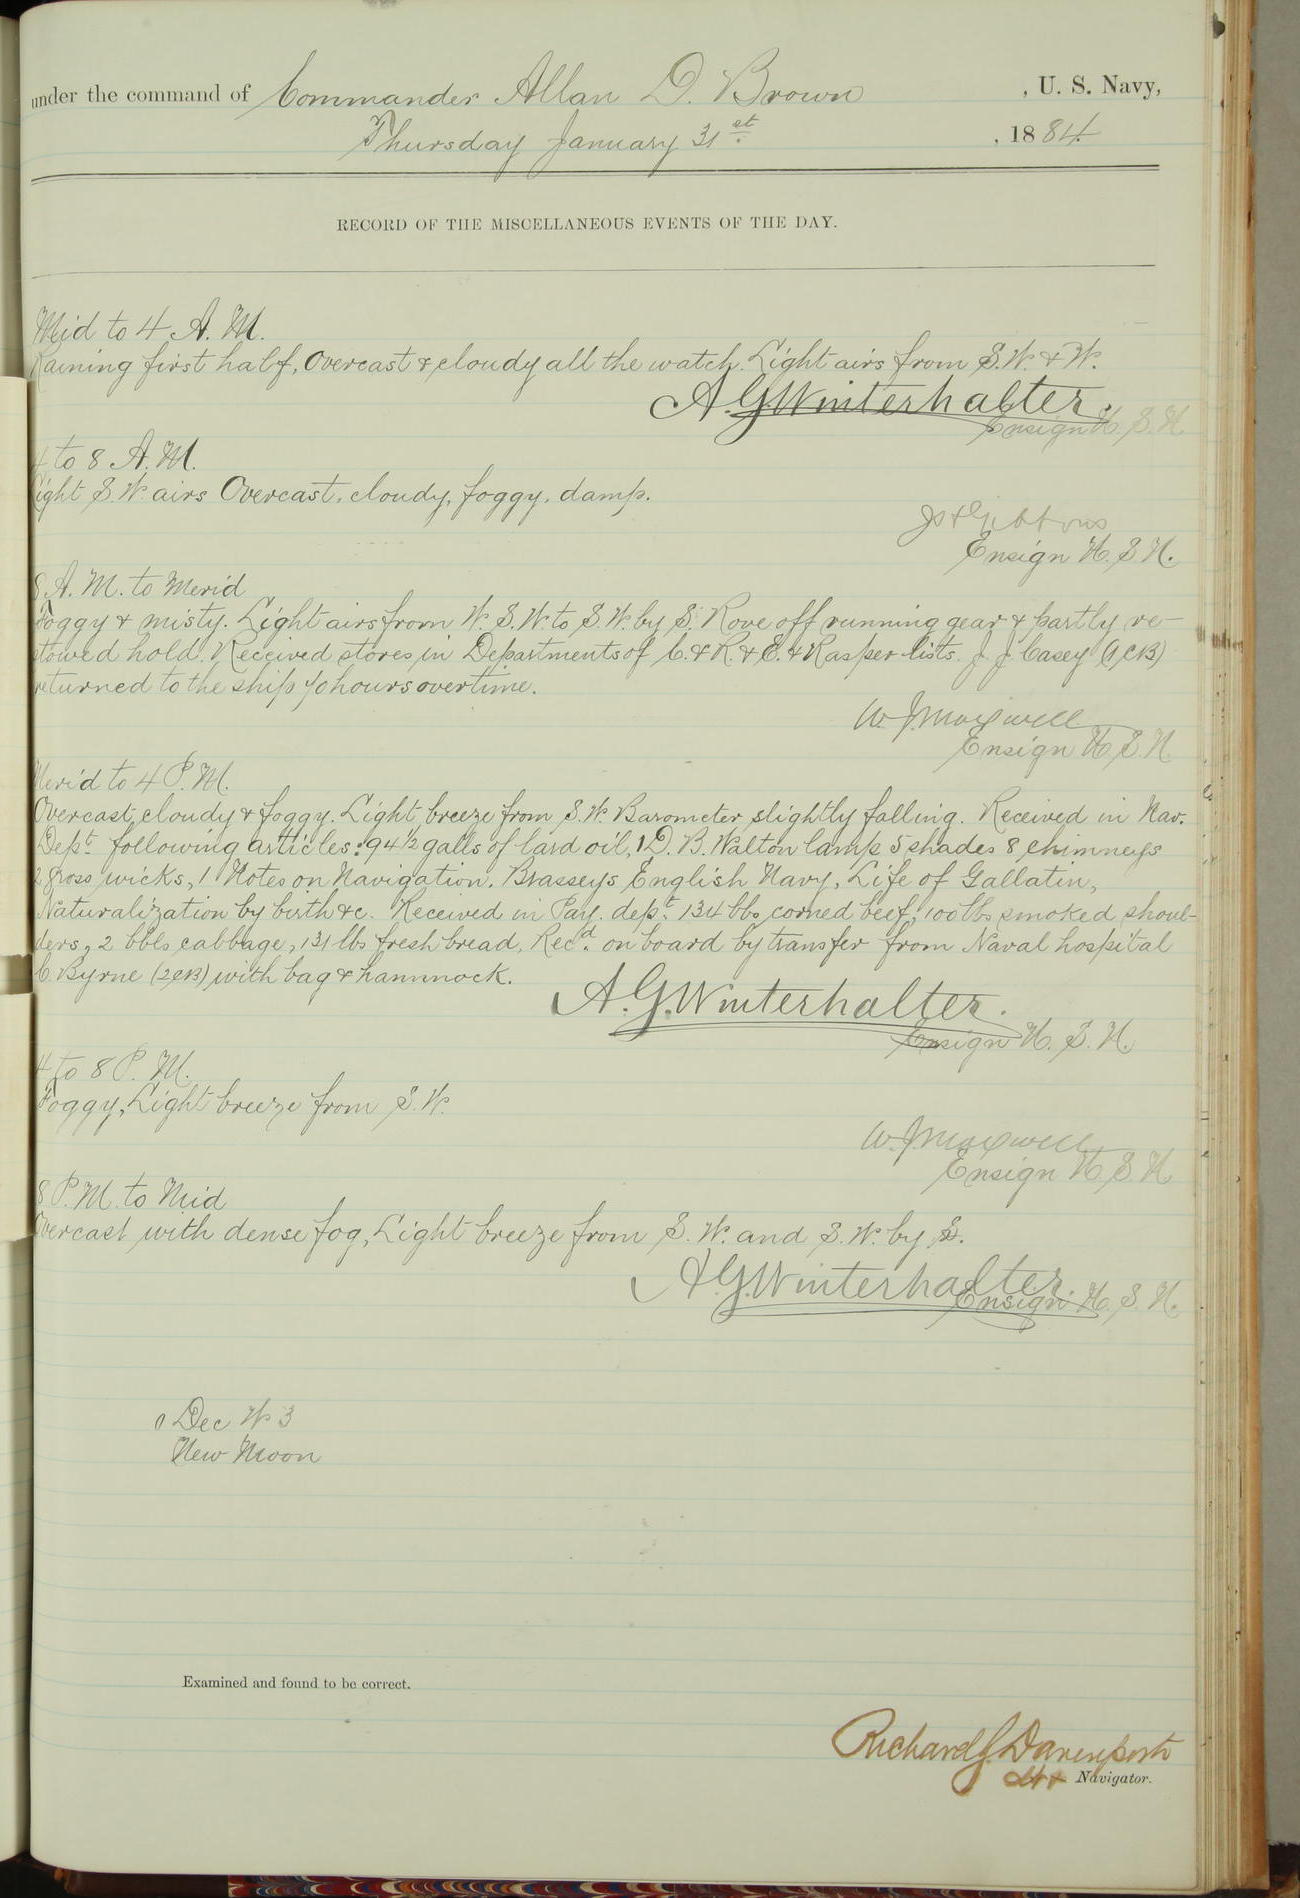 under the command of Commander Allan D. Brown , U. S. Navy,
Thursday January 31st , 1884
RECORD OF THE MISCELLANEOUS EVENTS OF THE DAY.
Mid to 4 A. M.
Raining first half, Overcast & cloudy all the watch. Light airs from S.W. & W.
A. G. Winterhalter.
Ensign U. S. N.
4 to 8 A. M.
Light S. W. airs Overcast, cloudy, foggy, damp.
Gibbons
Ensign U. S. N.
8 A. M. to Merid
Foggy & misty. Light airs from W. S. W. to S. W. by S. Rove off running gear & partly re-
stowed hold. Received stores in Departments of C. & R. & E. & R as per lists. J. J. Casey
returned to the ship 70 hours overtime.
W. J. Maxwell
Ensign U. S. N.
Merid to 4 P. M.
Overcast, cloudy & foggy. Light breeze from S. W. Barometer slightly falling. Received in Nav.
Dept. following articles: 94 1/2 galls of lard oil, 1 D. B. Walton lamp 5 shades 8 chimneys
2 gross wicks, 1 Notes on Navigation. Brasseys English Navy, Life of Gallatin,
Naturalization by birth &c. Received in Pay. dept. 134 lbs corned beef, 100 lbs smoked shoul-
ders, 2 bbls cabbage, 131 lbs fresh bread, Rec'd. on board by transfer from Naval hospital
C. Byrne with bag & hammock.
A. G. Winterhalter.
Ensign U. S. N.
4 to 8 P. M.
Foggy, Light breeze from S. W.
W. J. Maxwell
Ensign U. S. N.
8 P. M. to Mid
Overcast with dense fog, Light breeze from S. W. and S. W. by S.
A. G. Winterhalter.
Ensign U. S. N.
Dec W 3
New Moon
Examined and found to be correct.
Richard G. Davenport
Lt Navigator.